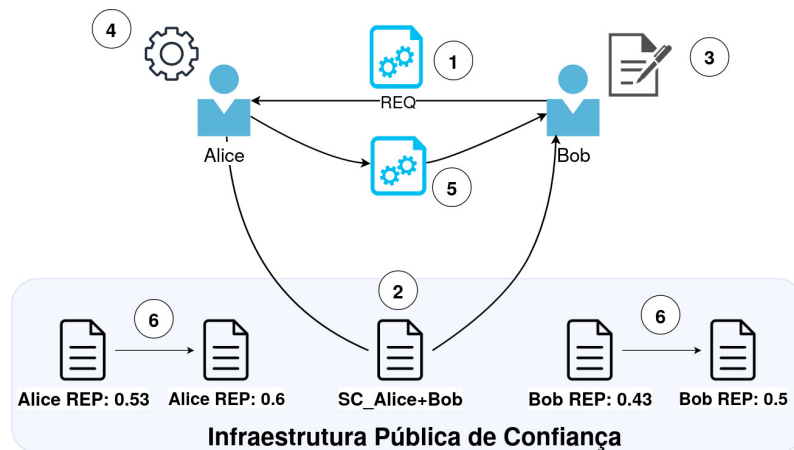 4
1
3
REQ
Alice
Bob
5
2
6
6
Alice REP: 0.53
Alice REP: 0.6
SC_Alice+Bob
Bob REP: 0.43
Bob REP: 0.5
Infraestrutura Pública de Confiança